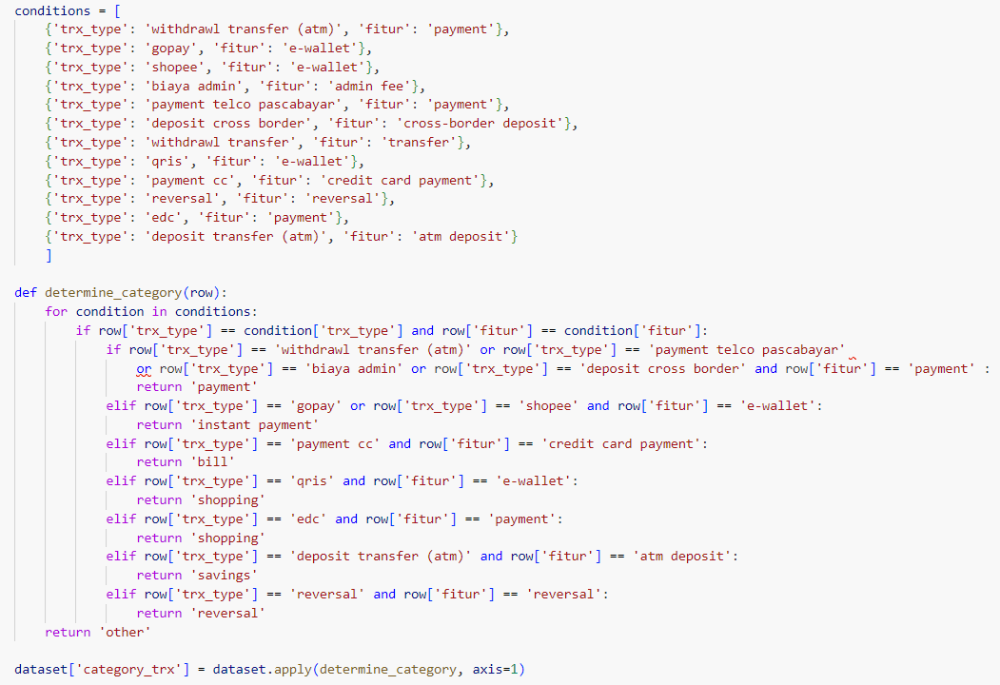 conditions = [
    {'trx_type': 'withdrawl transfer (atm)', 'fitur': 'payment'},
    {'trx_type': 'gopay', 'fitur': 'e-wallet'},
    {'trx_type': 'shopee', 'fitur': 'e-wallet'},
    {'trx_type': 'biaya admin', 'fitur': 'admin fee'},
    {'trx_type': 'payment telco pascabayar', 'fitur': 'payment'},
    {'trx_type': 'deposit cross border', 'fitur': 'cross-border deposit'},
    {'trx_type': 'withdrawl transfer', 'fitur': 'transfer'},
    {'trx_type': 'qris', 'fitur': 'e-wallet'},
    {'trx_type': 'payment cc', 'fitur': 'credit card payment'},
    {'trx_type': 'reversal', 'fitur': 'reversal'},
    {'trx_type': 'edc', 'fitur': 'payment'},
    {'trx_type': 'deposit transfer (atm)', 'fitur': 'atm deposit'}
    ]
def determine_category(row):
    for condition in conditions:
        if row['trx_type'] == condition['trx_type'] and row['fitur'] == condition['fitur']:
            if row['trx_type'] == 'withdrawl transfer (atm)' or row['trx_type'] == 'payment telco pascabayar'
                or row['trx_type'] == 'biaya admin' or row['trx_type'] == 'deposit cross border' and row['fitur'] == 'payment' :
                return 'payment'
            elif row['trx_type'] == 'gopay' or row['trx_type'] == 'shopee' and row['fitur'] == 'e-wallet':
                return 'instant payment'
            elif row['trx_type'] == 'payment cc' and row['fitur'] == 'credit card payment':
                return 'bill'
            elif row['trx_type'] == 'qris' and row['fitur'] == 'e-wallet':
                return 'shopping'
            elif row['trx_type'] == 'edc' and row['fitur'] == 'payment':
                return 'shopping'
            elif row['trx_type'] == 'deposit transfer (atm)' and row['fitur'] == 'atm deposit':
                return 'savings'
            elif row['trx_type'] == 'reversal' and row['fitur'] == 'reversal':
                return 'reversal'
    return 'other'
dataset['category_trx'] = dataset.apply(determine_category, axis=1)